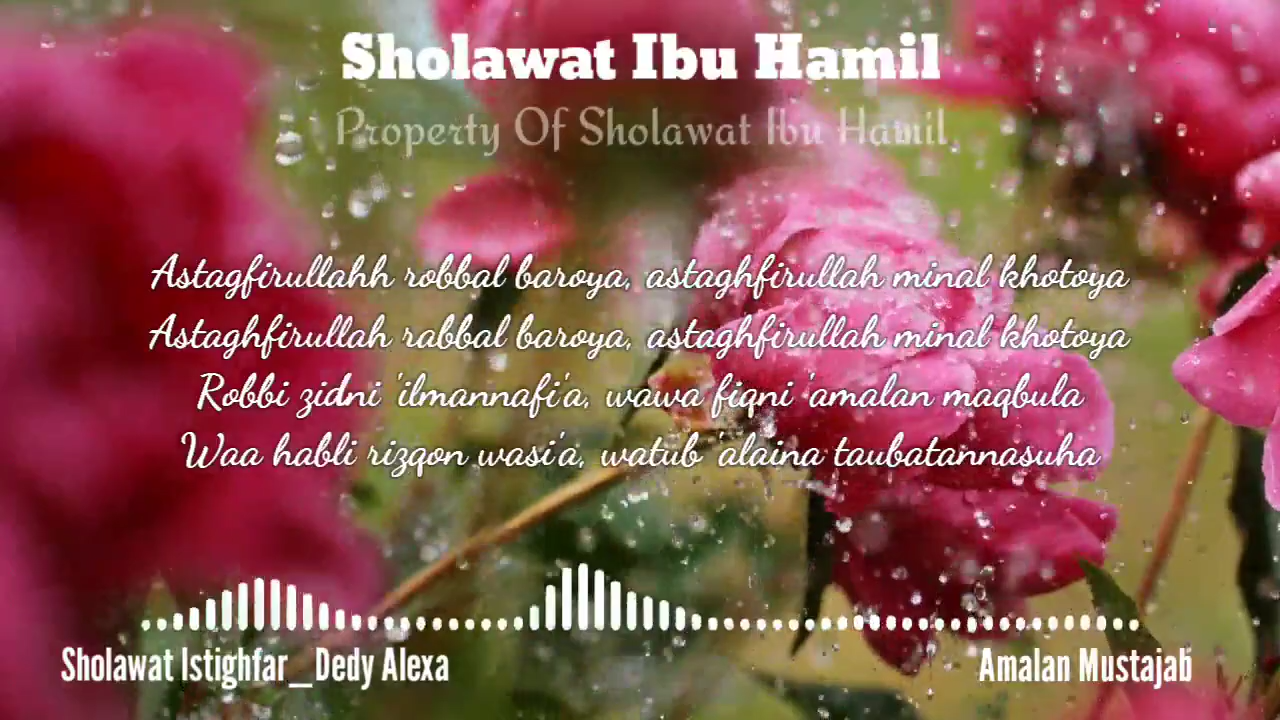 Sholawat Ibu Hamil
Property Of Sholawat Ibu Hamil
Astagfirullahh robbal baroya, astaghfirullah minal khotoya
Astaghfirullah rabbal baroya, astaghfirullah minal khotoya
Robbi zidni 'ilmannafi'a, wawa fiqni 'amalan maqbula
Waa habli rizqon wasi'a, watub 'alaina taubatannasuha
Sholawat Istighfar_Dedy Alexa
Amalan Mustajab